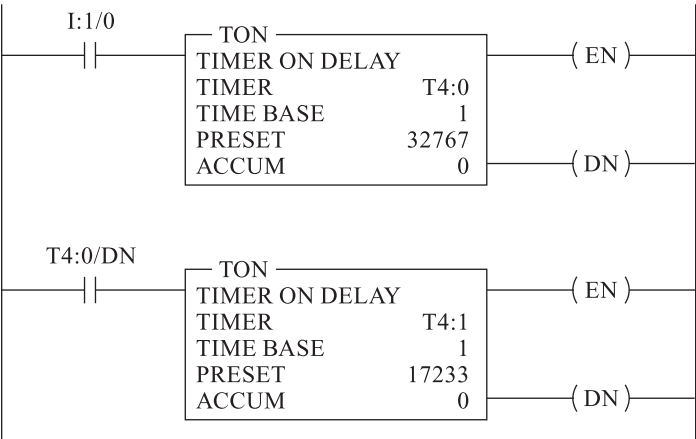 I:1/0
TON
TIMER ON DELAY
TIMER T4:0
TIME BASE 1
PRESET 32767
ACCUM 0
EN
DN
T4:0/DN
TON
TIMER ON DELAY
TIMER T4:1
TIME BASE 1
PRESET 17233
ACCUM 0
EN
DN